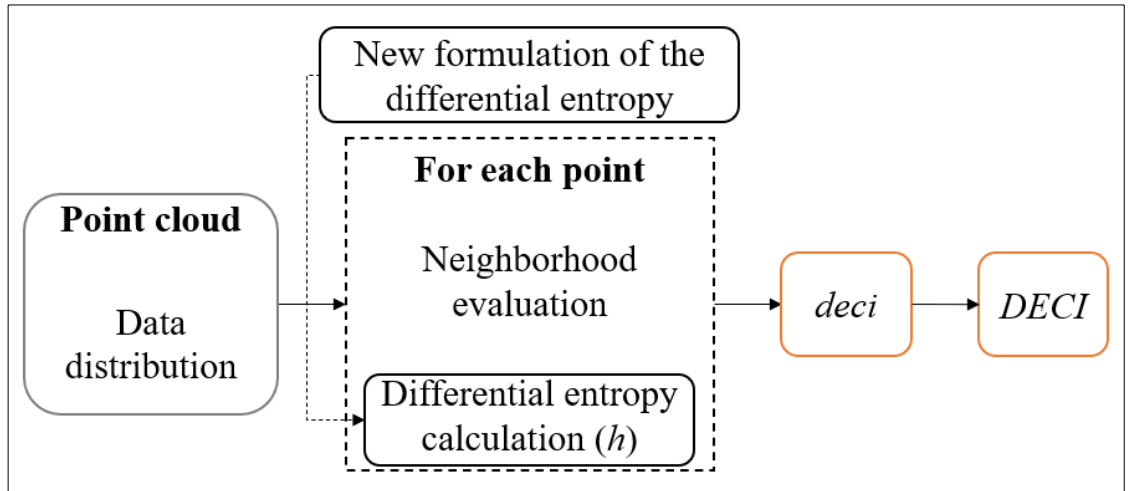 New formulation of the
differential entropy
For each point
Point cloud
Neighborhood
evaluation
Data
distribution
deci
DECI
Differential entropy
calculation (h)